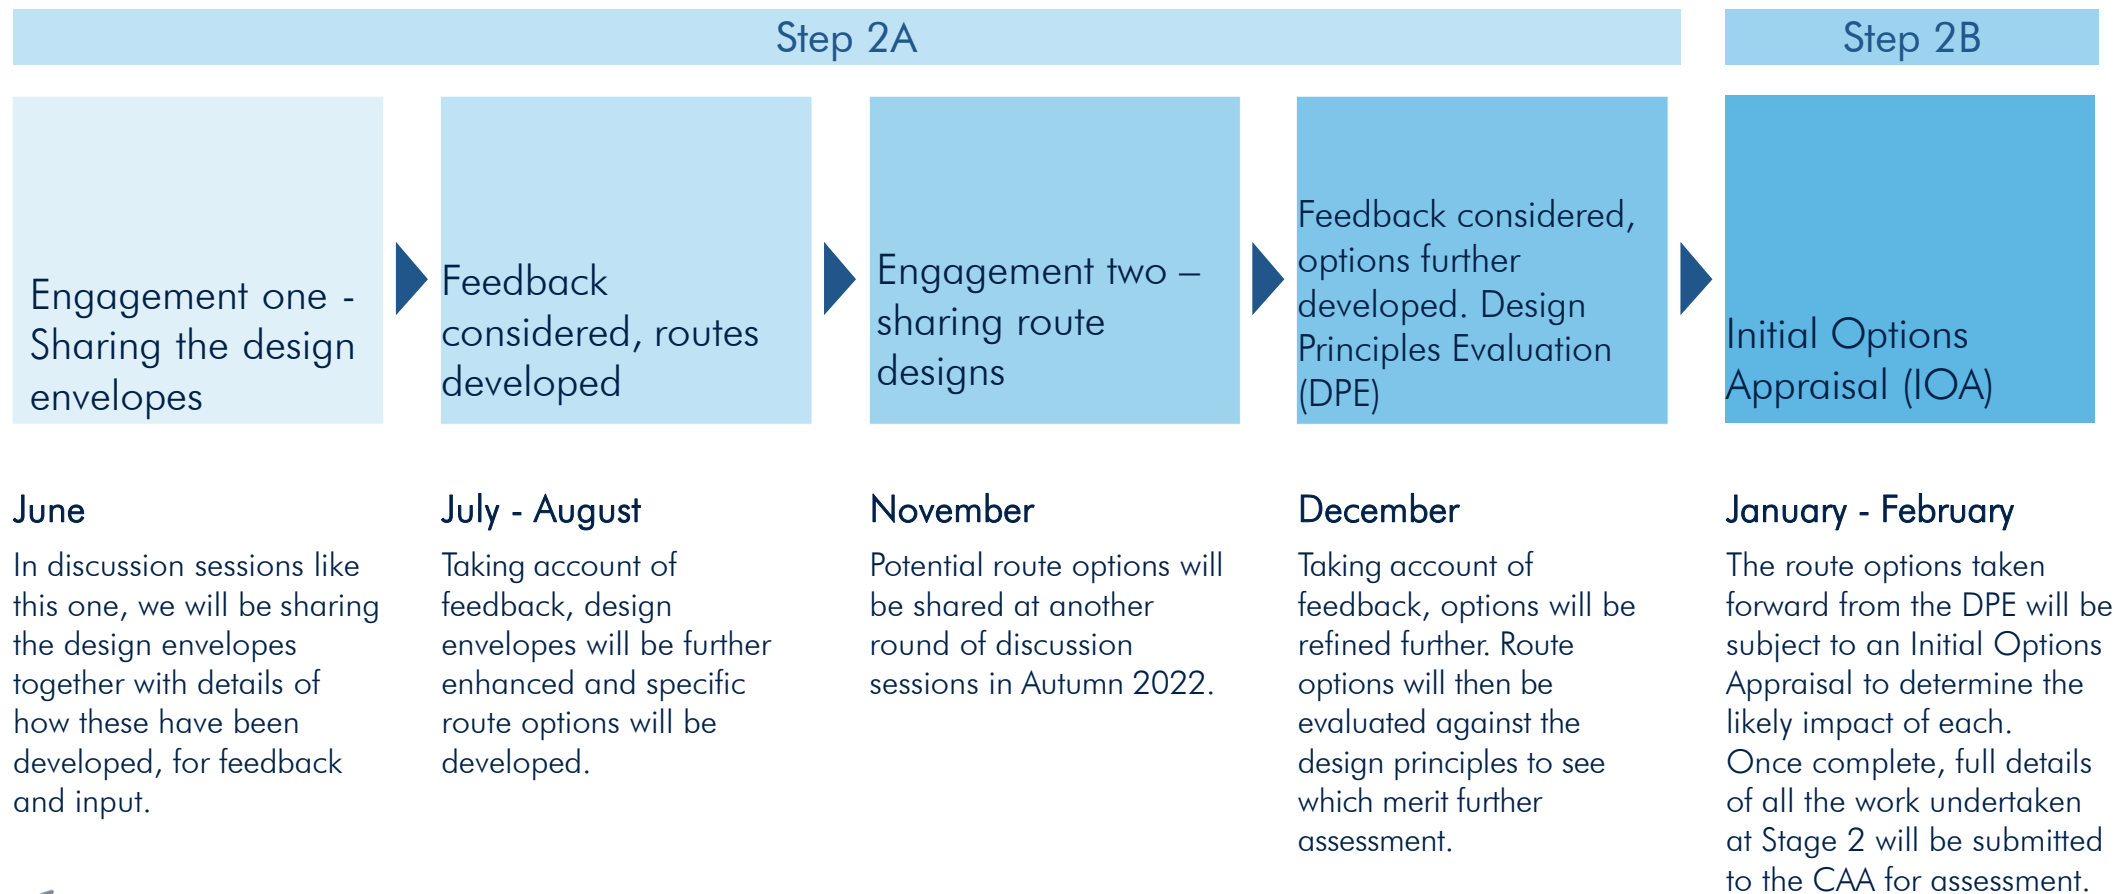 Step 2A
Step 2B
Engagement one -
Sharing the design
envelopes
Feedback
considered, routes
developed
Engagement two –
sharing route
designs
Feedback considered,
options further
developed. Design
Principles Evaluation
(DPE)
Initial Options
Appraisal (IOA)
June
In discussion sessions like
this one, we will be sharing
the design envelopes
together with details of
how these have been
developed, for feedback
and input.
July - August
Taking account of
feedback, design
envelopes will be further
enhanced and specific
route options will be
developed.
November
Potential route options will
be shared at another
round of discussion
sessions in Autumn 2022.
December
Taking account of
feedback, options will be
refined further. Route
options will then be
evaluated against the
design principles to see
which merit further
assessment.
January - February
The route options taken
forward from the DPE will be
subject to an Initial Options
Appraisal to determine the
likely impact of each.
Once complete, full details
of all the work undertaken
at Stage 2 will be submitted
to the CAA for assessment.